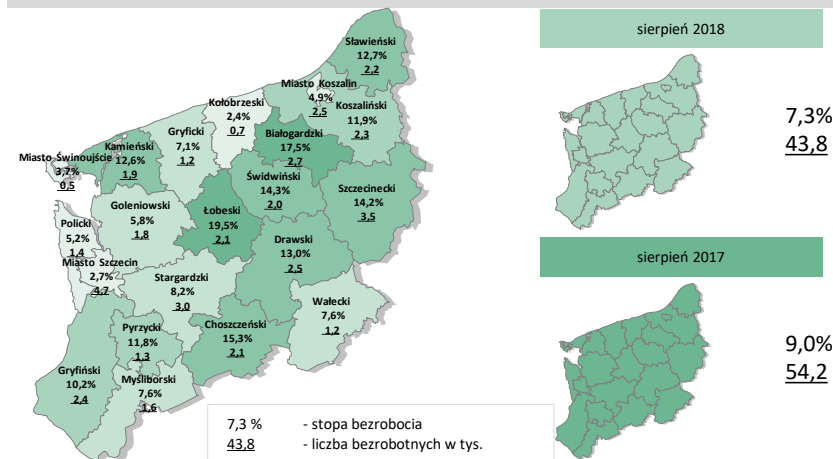 sierpień 2018
7,3%
43,8
sierpień 2017
9,0%
54,2
Sławieński
12,7%
2,2
Miasto Koszalin
4,9%
2,5
Koszaliński
11,9%
2,3
Kołobrzeski
2,4%
0,7
Białogardzki
17,5%
2,7
Gryficki
7,1%
1,2
Kamieński
12,6%
1,9
Miasto Świnoujście
3,7%
0,5
Świdwiński
14,3%
2,0
Szczecinecki
14,2%
3,5
Goleniowski
5,8%
1,8
Łobeski
19,5%
2,1
Policki
5,2%
1,4
Drawski
13,0%
2,5
Miasto Szczecin
2,7%
4,7
Stargardzki
8,2%
3,0
Wałecki
7,6%
1,2
Pyrzycki
11,8%
1,3
Choszczeński
15,3%
2,1
Gryfiński
10,2%
2,4
Myśliborski
7,6%
1,6
7,3 % - stopa bezrobocia
43,8 - liczba bezrobotnych w tys.